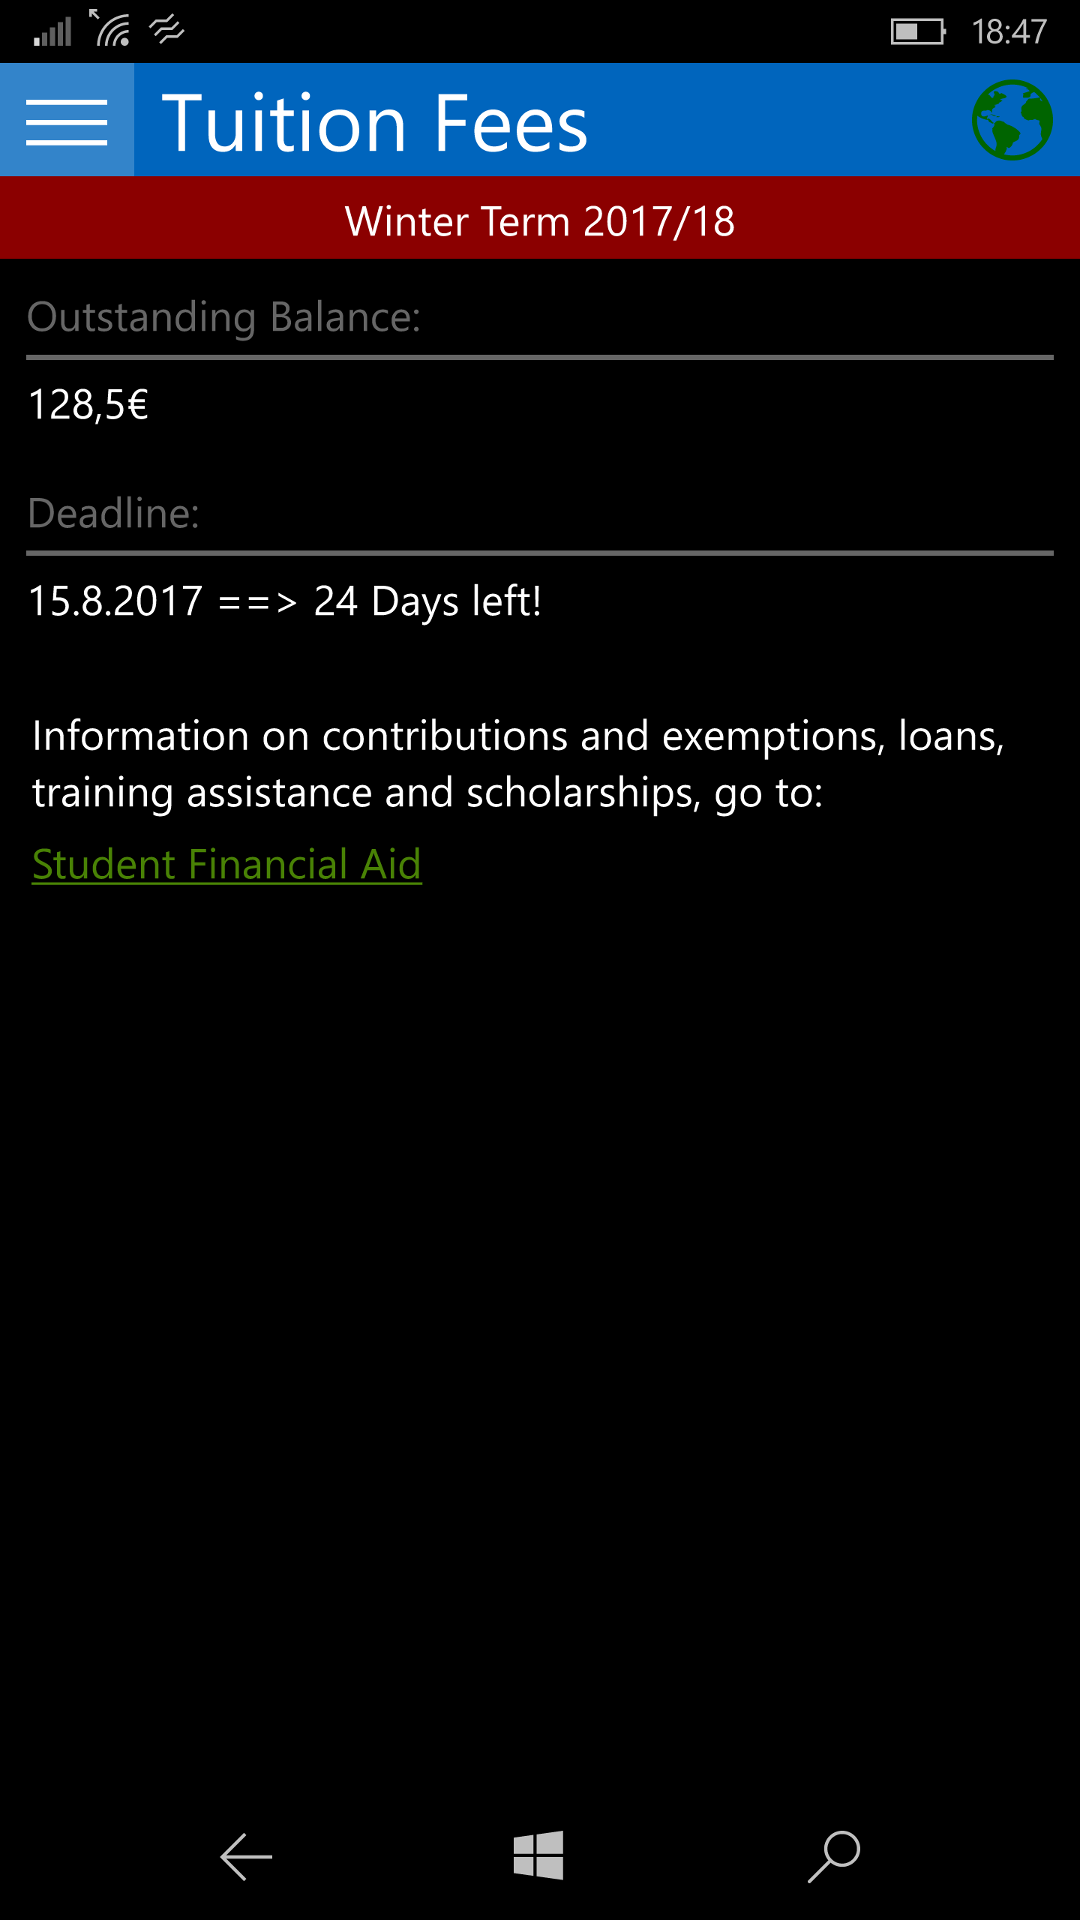 18:47
Tuition Fees
Winter Term 2017/18
Outstanding Balance:
128,5€
Deadline:
15.8.2017 ==> 24 Days left!
Information on contributions and exemptions, loans,
training assistance and scholarships, go to:
Student Financial Aid